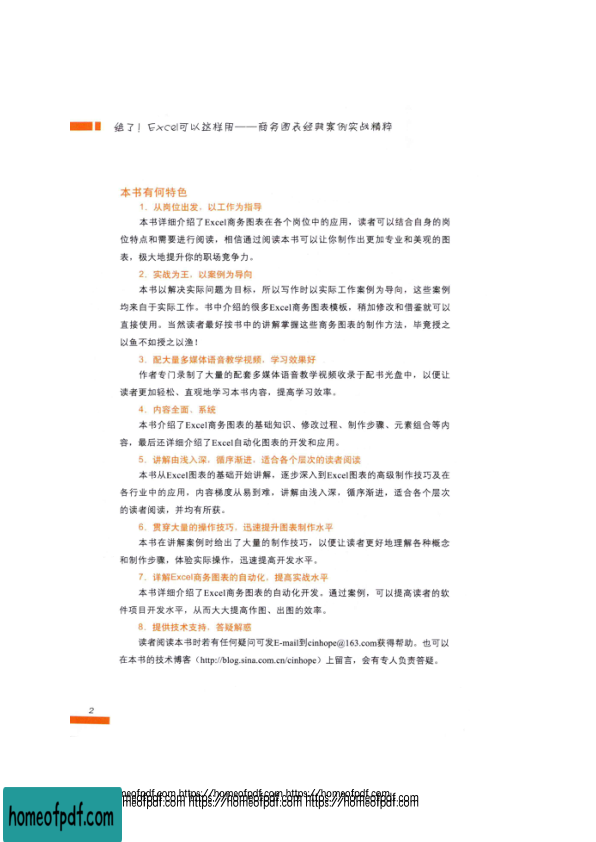 绝了！Excel可以这样用——商务图表经典案例实战精粹
本书有何特色
1．从岗位出发，以工作为指导
本书详细介绍了Excel商务图表在各个岗位中的应用，读者可以结合自身的岗
位特点和需要进行阅读，相信通过阅读本书可以让你制作出更加专业和美观的图
表，极大地提升你的职场竞争力。
2．实战为王，以案例为导向
本书以解决实际问题为目标，所以写作时以实际工作案例为导向，这些案例
均来自于实际工作。书中介绍的很多Excel商务图表模板，稍加修改和借鉴就可以
直接使用。当然读者最好按书中的讲解掌握这些商务图表的制作方法，毕竟授之
以鱼不如授之以渔！
3．配大量多媒体语音教学视频，学习效果好
作者专门录制了大量的配套多媒体语音教学视频收录于配书光盘中，以便让
读者更加轻松、直观地学习本书内容，提高学习效率。
4．内容全面、系统
本书介绍了Excel商务图表的基础知识、修改过程、制作步骤、元素组合等内
容，最后还详细介绍了Excel自动化图表的开发和应用。
5．讲解由浅入深，循序渐进，适合各个层次的读者阅读
本书从Excel图表的基础开始讲解，逐步深入到Excel图表的高级制作技巧及在
各行业中的应用，内容梯度从易到难，讲解由浅入深，循序渐进，适合各个层次
的读者阅读，并均有所获。
6．贯穿大量的操作技巧，迅速提升图表制作水平
本书在讲解案例时给出了大量的制作技巧，以便让读者更好地理解各种概念
和制作步骤，体验实际操作，迅速提高开发水平。
7．详解Excel商务图表的自动化，提高实战水平
本书详细介绍了Excel商务图表的自动化开发。通过案例，可以提高读者的软
件项目开发水平，从而大大提高作图、出图的效率。
8．提供技术支持，答疑解惑
读者阅读本书时若有任何疑问可发E-mail到cinhope@163.com获得帮助。也可以
在本书的技术博客（http://blog.sina.com.cn/cinhope）上留言，会有专人负责答疑。
2
homeofpdf.com https://homeofpdf.com https://homeofpdf.com
homeofpdf.com https://homeofpdf.com https://homeofpdf.com
homeofpdf.com